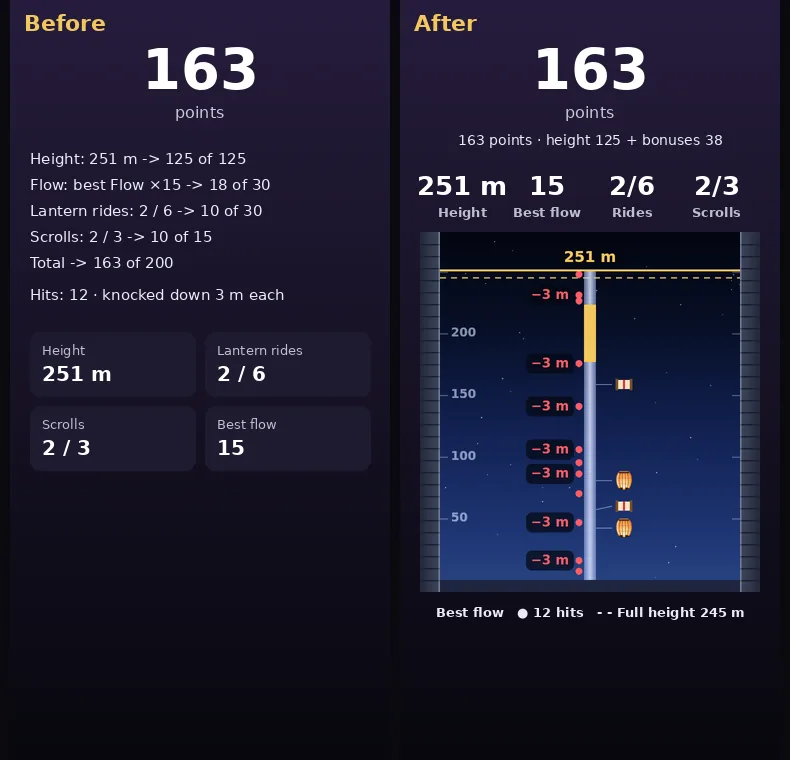 Before
163
points
Height: 251 m -> 125 of 125
Flow: best Flow ×15 -> 18 of 30
Lantern rides: 2 / 6 -> 10 of 30
Scrolls: 2 / 3 -> 10 of 15
Total -> 163 of 200
Hits: 12 · knocked down 3 m each
Height
251 m
Lantern rides
2 / 6
Scrolls
2 / 3
Best flow
15
After
163
points
163 points · height 125 + bonuses 38
251 m 15 2/6 2/3
Height Best flow Rides Scrolls
251 m
−3 m
200
−3 m
150
−3 m
−3 m
100
−3 m
50
−3 m
−3 m
Best flow ● 12 hits - - Full height 245 m